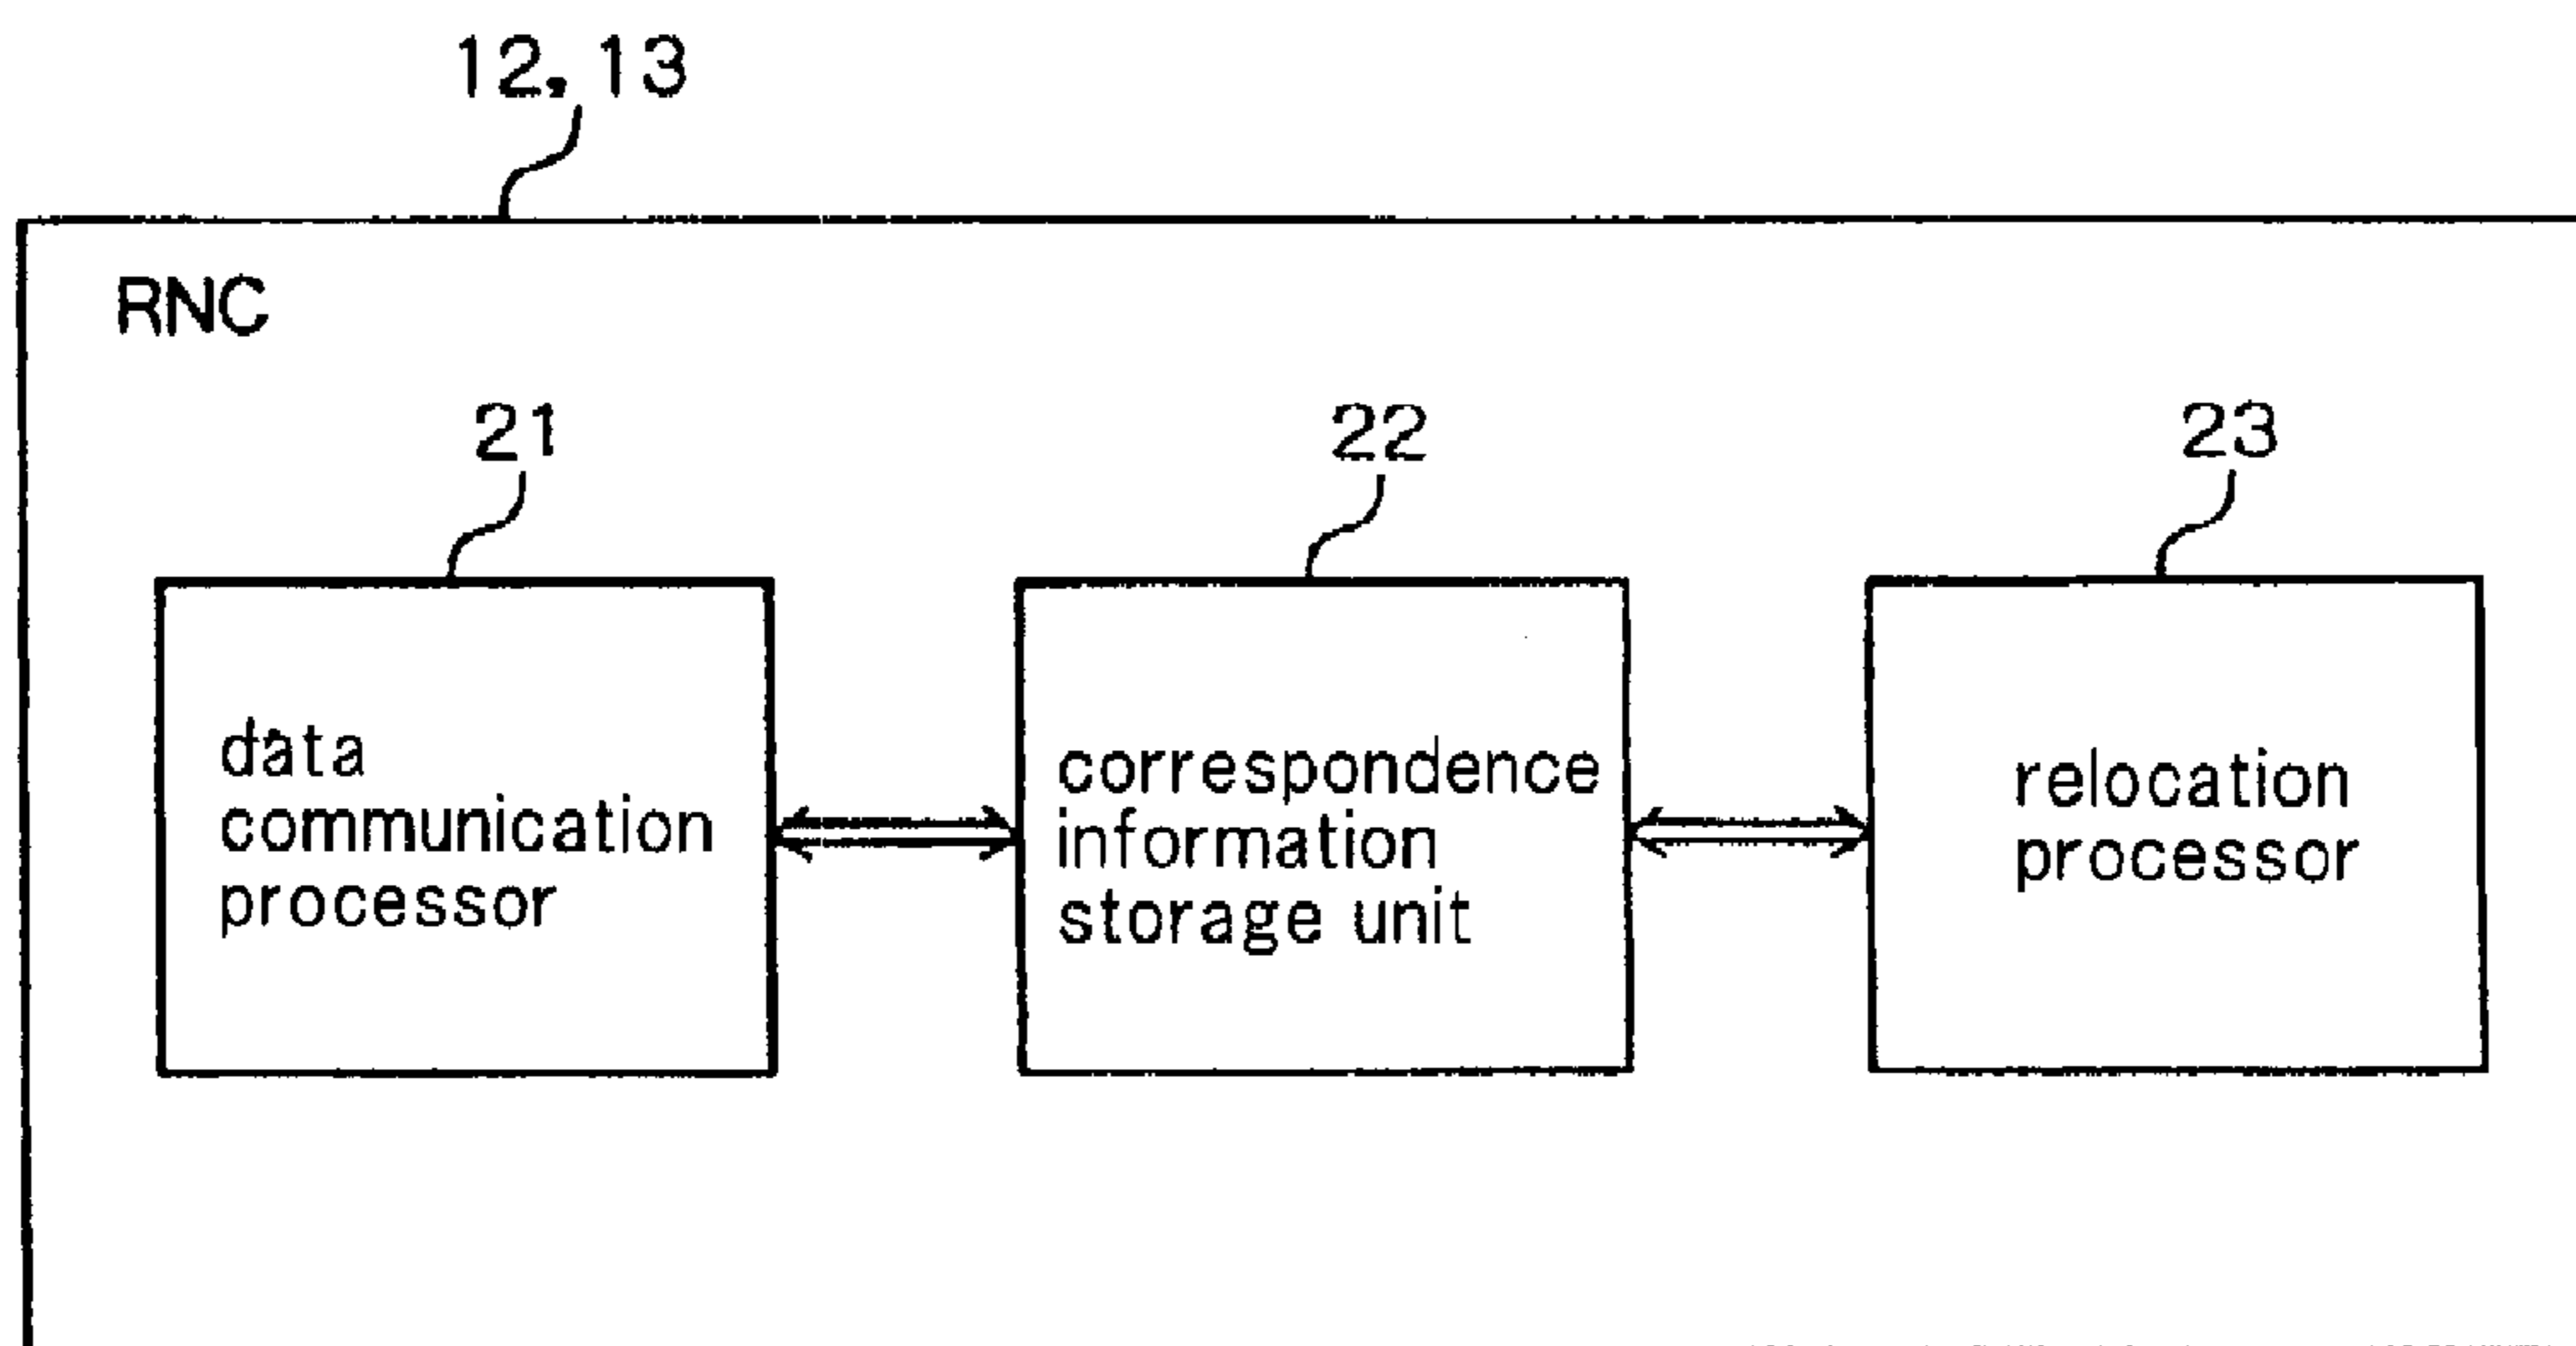 12, 13
RNC
21
22
23
data
communication
processor
correspondence
information
storage unit
relocation
processor